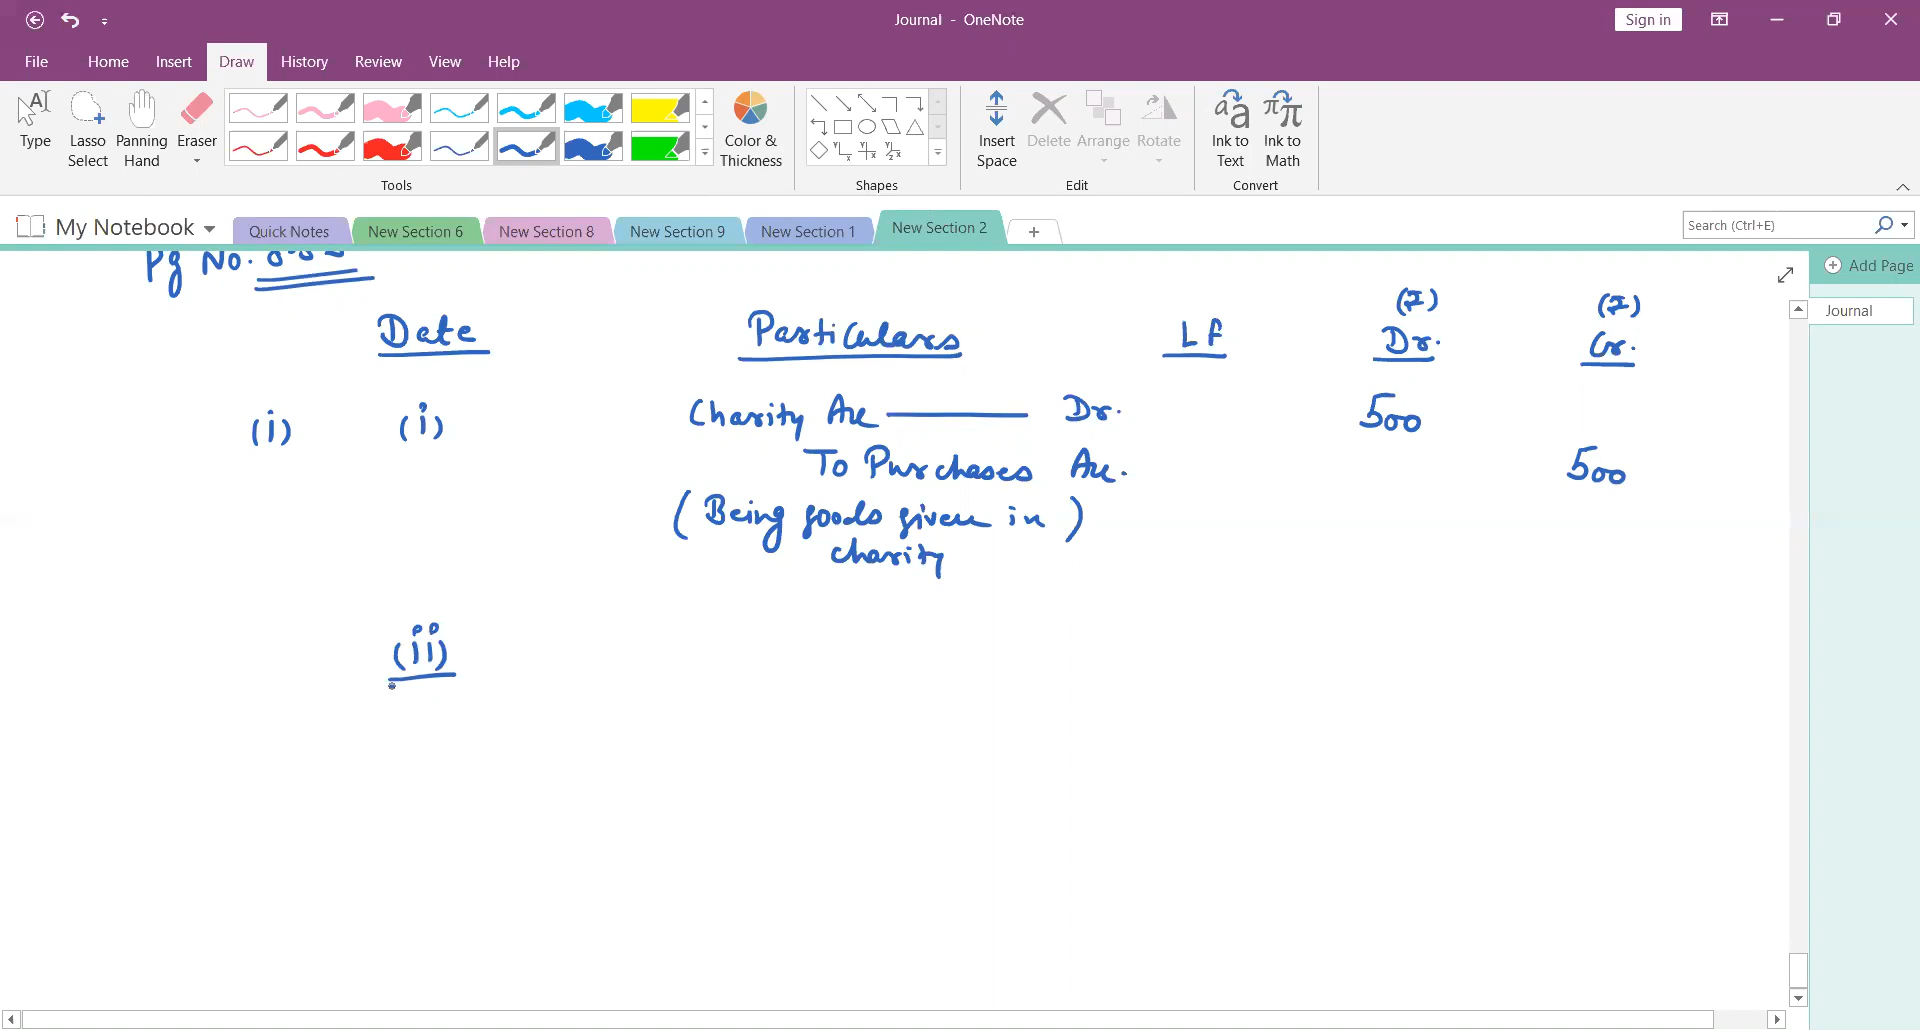 Journal - OneNote
Sign in
File Home Insert Draw History Review View Help
Type
Lasso Select
Panning Hand
Eraser
Color & Thickness
Insert Space
Delete
Arrange
Rotate
Ink to Text
Ink to Math
Tools
Shapes
Edit
Convert
My Notebook
Quick Notes
New Section 6
New Section 8
New Section 9
New Section 1
New Section 2
Search (Ctrl+E)
Add Page
Journal
Pg No.
Date Particulars LF (₹) Dr. (₹) Cr.
(i) (i) Charity A/c Dr. 500
To Purchases A/c. 500
(Being goods given in)
charity
(ii)